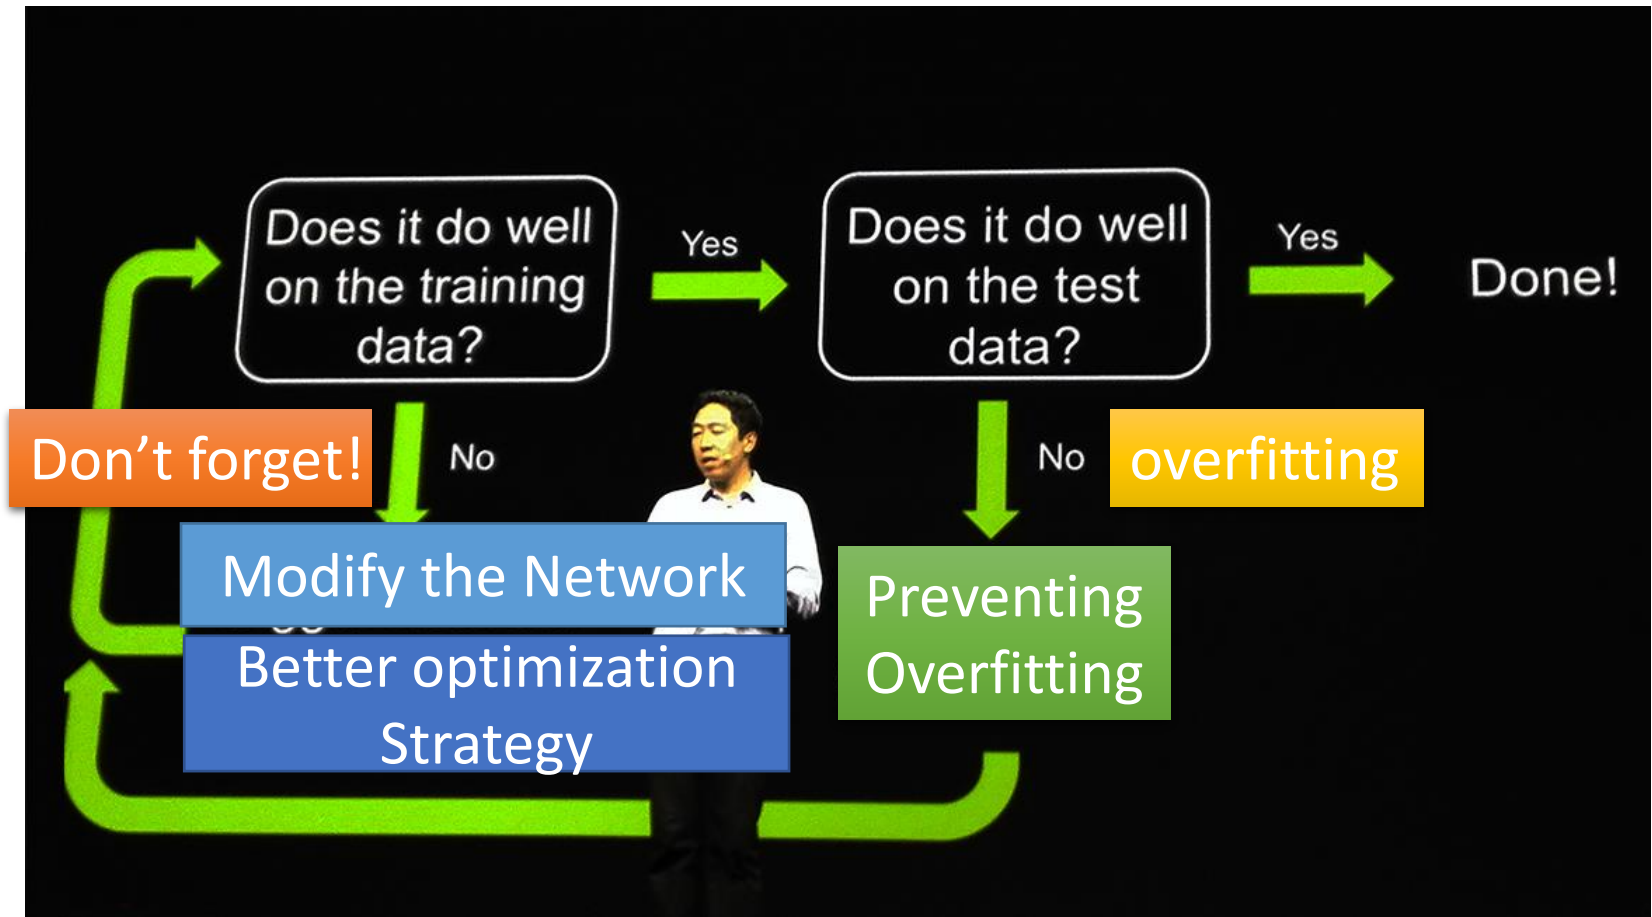 Does it do well
on the training
data?
Yes
Does it do well
on the test
data?
Yes
Done!
Don't forget!
No
No
overfitting
Modify the Network
Better optimization
Strategy
Preventing
Overfitting